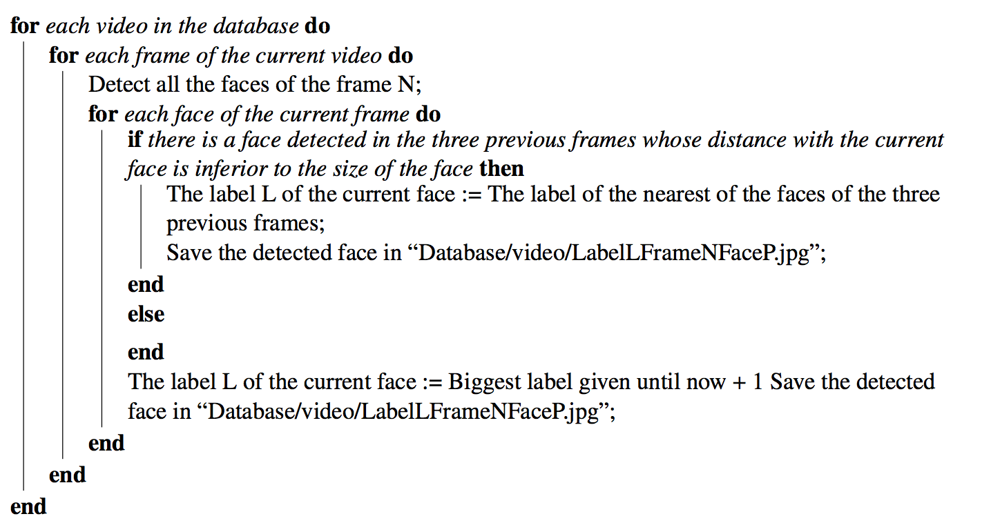 for each video in the database do
for each frame of the current video do
Detect all the faces of the frame N;
for each face of the current frame do
if there is a face detected in the three previous frames whose distance with the current
face is inferior to the size of the face then
The label L of the current face := The label of the nearest of the faces of the three
previous frames;
Save the detected face in “Database/video/LabelLFrameNFaceP.jpg”;
end
else
end
The label L of the current face := Biggest label given until now + 1 Save the detected
face in “Database/video/LabelLFrameNFaceP.jpg”;
end
end
end